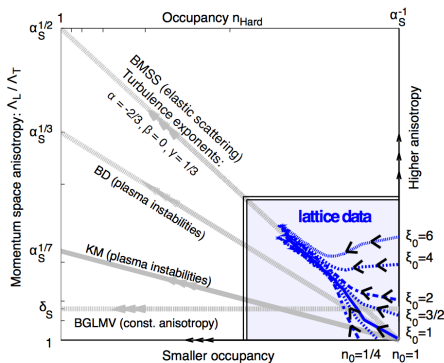 1
Occupancy n_Hard
α_S^-1
α_S^1/2
BMSS (elastic scattering)
Turbulence exponents:
α = -2/3, β = 0, γ = 1/3
α_S^1/3
BD (plasma instabilities)
α_S^1/7
KM (plasma instabilities)
δ_S
BGLMV (const. anisotropy)
1
Momentum space anisotropy: Λ_L / Λ_T
Higher anisotropy
lattice data
ξ_0=6
ξ_0=4
ξ_0=2
ξ_0=3/2
ξ_0=1
Smaller occupancy
n_0=1/4
n_0=1